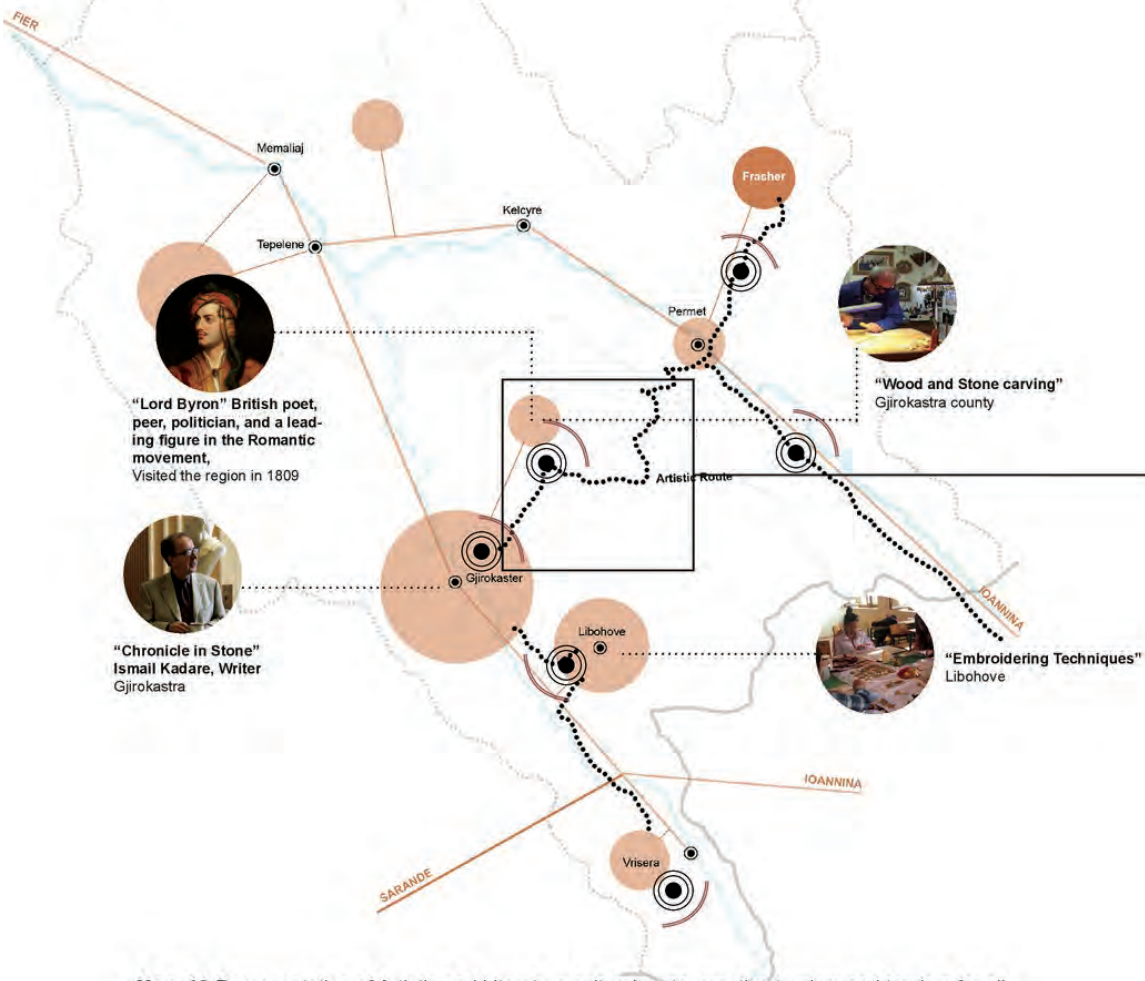 FIER
Memaliaj
Frasher
Kelcyre
Tepelene
Permet
"Lord Byron" British poet,
peer, politician, and a lead-
ing figure in the Romantic
movement,
Visited the region in 1809
"Wood and Stone carving"
Gjirokastra county
Artistic Route
Gjirokaster
IOANNINA
Libohove
"Chronicle in Stone"
Ismail Kadare, Writer
Gjirokastra
"Embroidering Techniques"
Libohove
IOANNINA
SARANDE
Vrisera